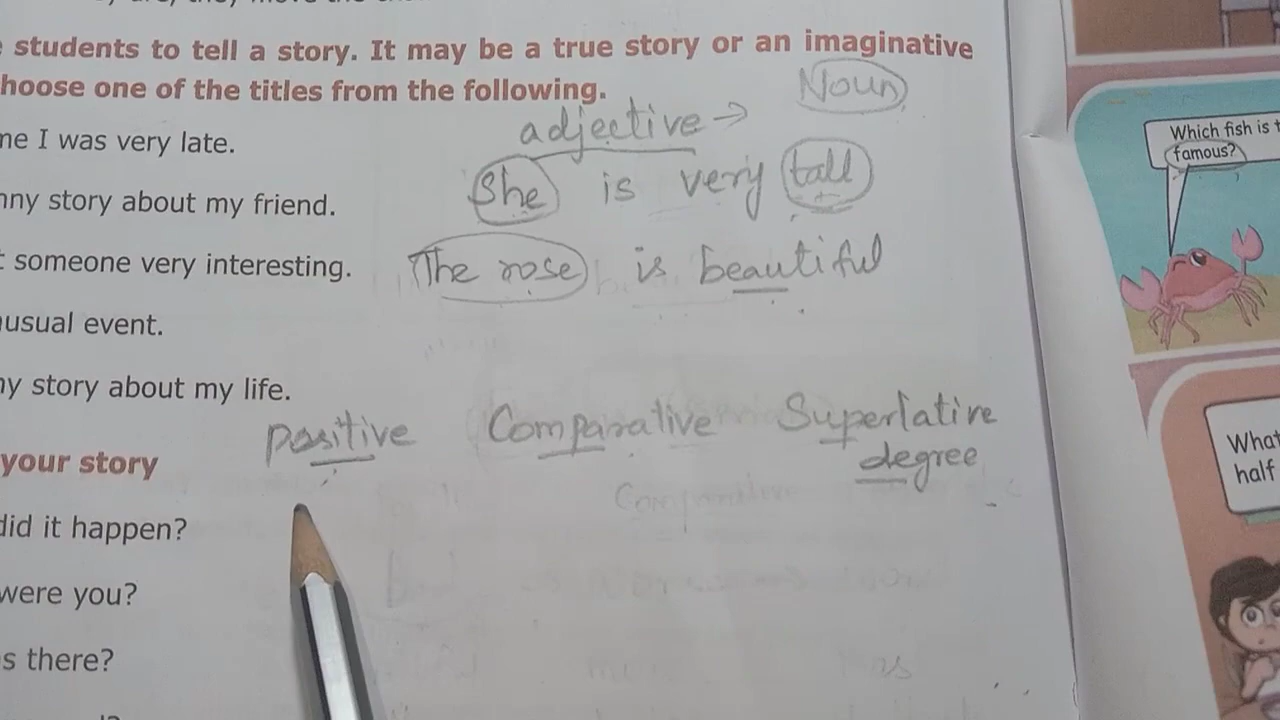 students to tell a story. It may be a true story or an imaginative
hoose one of the titles from the following.
Noun
adjective →
me I was very late.
She is very tall
nny story about my friend.
The rose is beautiful
someone very interesting.
usual event.
ny story about my life.
positive Comparative Superlative
degree
your story
Comparative
did it happen?
were you?
s there?
Which fish is t
famous?
What
half